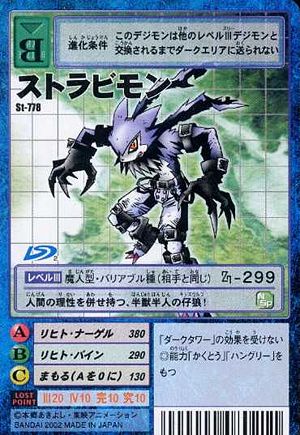 B
進化条件
このデジモンは他のレベルⅢデジモンと
交換されるまでダークエリアに送られない
ストラビモン
St-778
レベルⅢ 魔人型・バリアブル種(相手と同じ) Zn-299
人間の理性を併せ持つ、半獣半人の仔狼!
A リヒト・ナーゲル 380
B リヒト・バイン 290
C まもる(Aを0に) 130
「ダークタワー」の効果を受けない
◎能力「かくとう」「ハングリー」を
もつ
LOST POINT Ⅲ20 Ⅳ10 完10 究10
©本郷あきよし・東映アニメーション
BANDAI 2002 MADE IN JAPAN